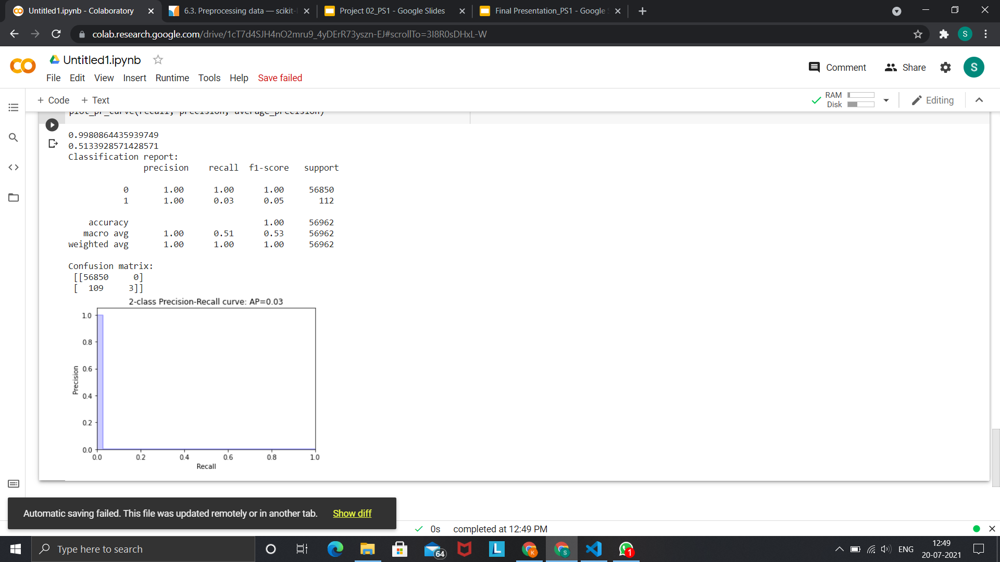 Untitled1.ipynb - Colaboratory
6.3. Preprocessing data — scikit-l
Project 02_PS1 - Google Slides
Final Presentation_PS1 - Google S
colab.research.google.com/drive/1cT7d4SJH4nO2mru9_4yDErR73yszn-EJ#scrollTo=3I8R0sDHxL-W
S
Untitled1.ipynb
Comment Share S
File Edit View Insert Runtime Tools Help Save failed
+ Code + Text
RAM
Disk
Editing
plot_pr_curve(recall, precision, average_precision)
0.9980864435939749
0.5133928571428571
Classification report:
precision recall f1-score support
0 1.00 1.00 1.00 56850
1 1.00 0.03 0.05 112
accuracy 1.00 56962
macro avg 1.00 0.51 0.53 56962
weighted avg 1.00 1.00 1.00 56962
Confusion matrix:
[[56850 0]
[ 109 3]]
2-class Precision-Recall curve: AP=0.03
1.0
0.8
0.6
0.4
0.2
0.0
Precision
0.0 0.2 0.4 0.6 0.8 1.0
Recall
Automatic saving failed. This file was updated remotely or in another tab. Show diff
0s completed at 12:49 PM
Type here to search
64
L
K
S
1
ENG
12:49
20-07-2021